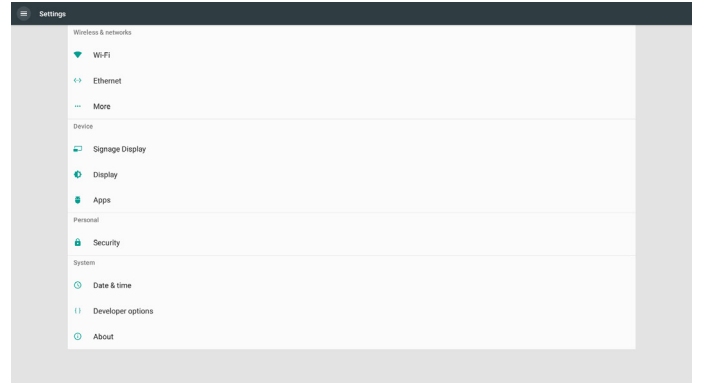 Settings
Wireless & networks
Wi-Fi
Ethernet
More
Device
Signage Display
Display
Apps
Personal
Security
System
Date & time
Developer options
About